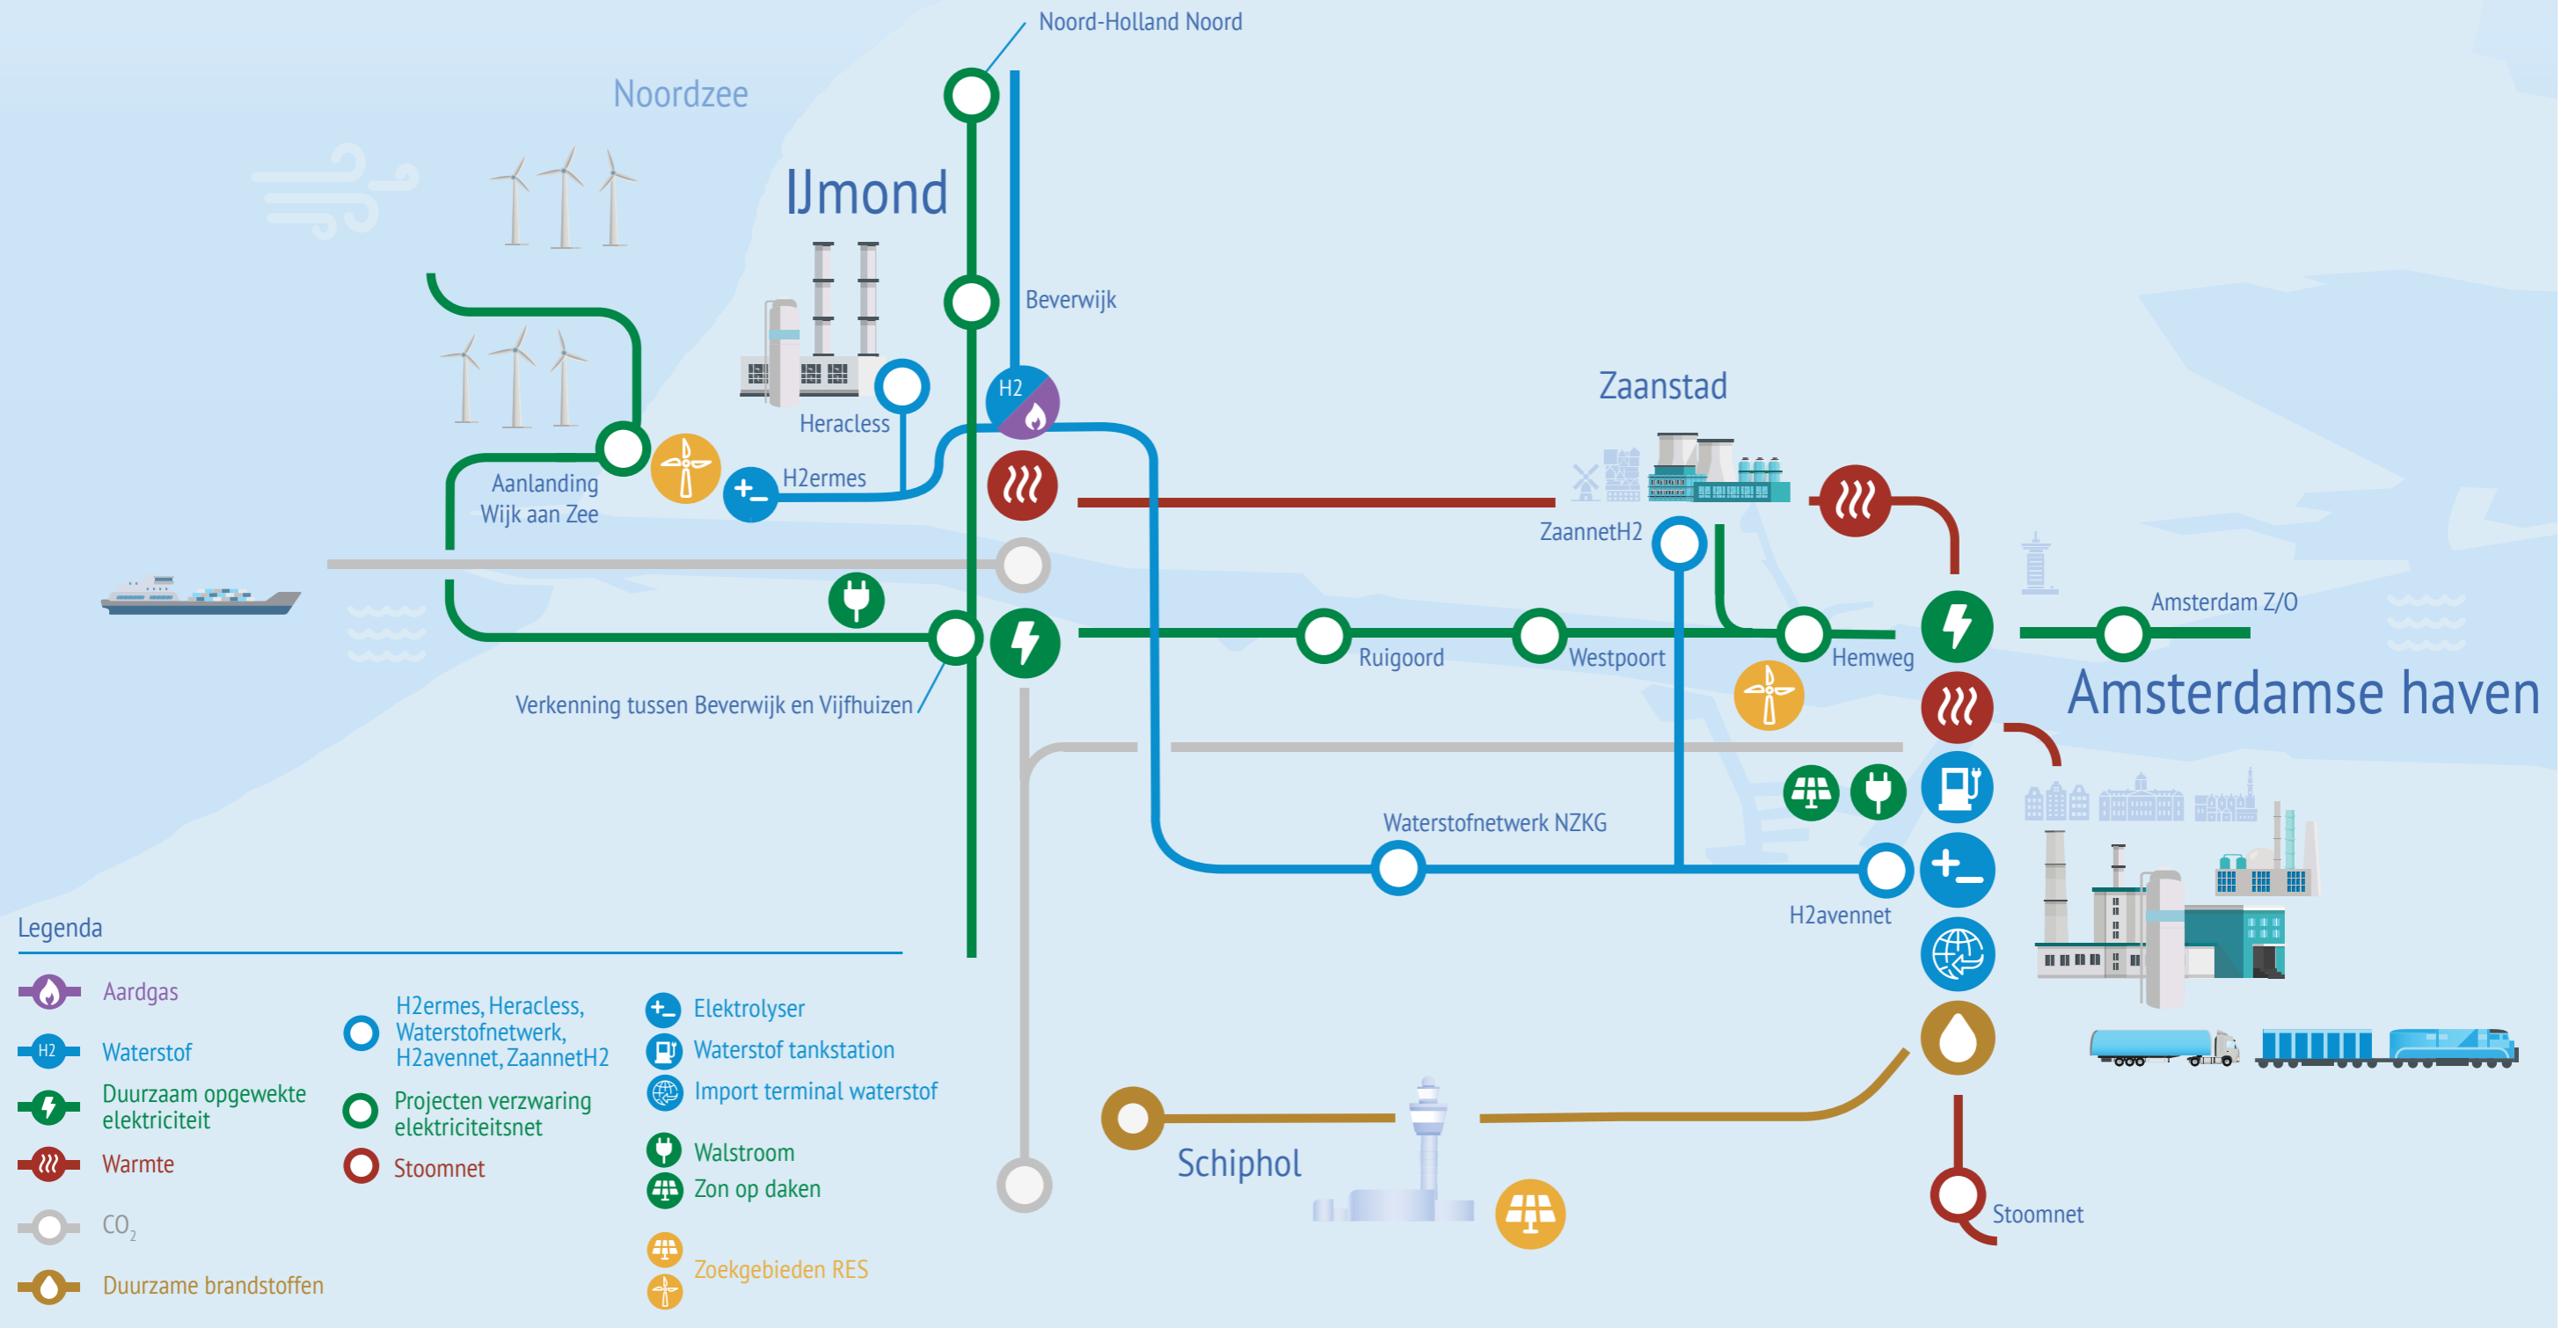 Noord-Holland Noord
Noordzee
IJmond
Beverwijk
H2
Heracless
H2ermes
Aanlanding
Wijk aan Zee
Zaanstad
ZaannetH2
Amsterdam Z/O
Ruigoord
Westpoort
Hemweg
Amsterdamse haven
Verkenning tussen Beverwijk en Vijfhuizen
Waterstofnetwerk NZKG
H2avennet
Schiphol
Stoomnet
Legenda
Aardgas
H2
Waterstof
Duurzaam opgewekte
elektriciteit
Warmte
CO2
Duurzame brandstoffen
H2ermes, Heracless,
Waterstofnetwerk,
H2avennet, ZaannetH2
Projecten verzwaring
elektriciteitsnet
Stoomnet
Elektrolyser
Waterstof tankstation
Import terminal waterstof
Walstroom
Zon op daken
Zoekgebieden RES